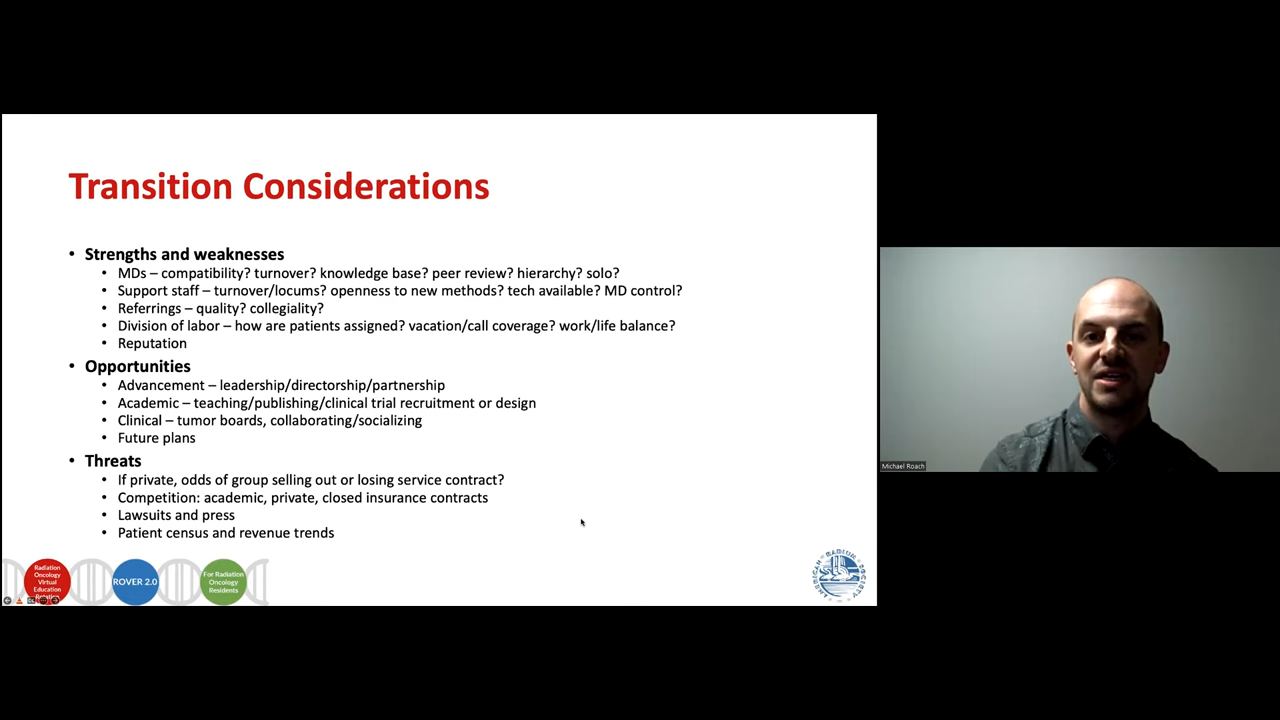 Transition Considerations
• Strengths and weaknesses
• MDs – compatibility? turnover? knowledge base? peer review? hierarchy? solo?
• Support staff – turnover/locums? openness to new methods? tech available? MD control?
• Referrings – quality? collegiality?
• Division of labor – how are patients assigned? vacation/call coverage? work/life balance?
• Reputation
• Opportunities
• Advancement – leadership/directorship/partnership
• Academic – teaching/publishing/clinical trial recruitment or design
• Clinical – tumor boards, collaborating/socializing
• Future plans
• Threats
• If private, odds of group selling out or losing service contract?
• Competition: academic, private, closed insurance contracts
• Lawsuits and press
• Patient census and revenue trends
Radiation
Oncology
Virtual
Education
ROVER 2.0
For Radiation
Oncology
Residents
AMERICAN RADIUM SOCIETY
Michael Roach